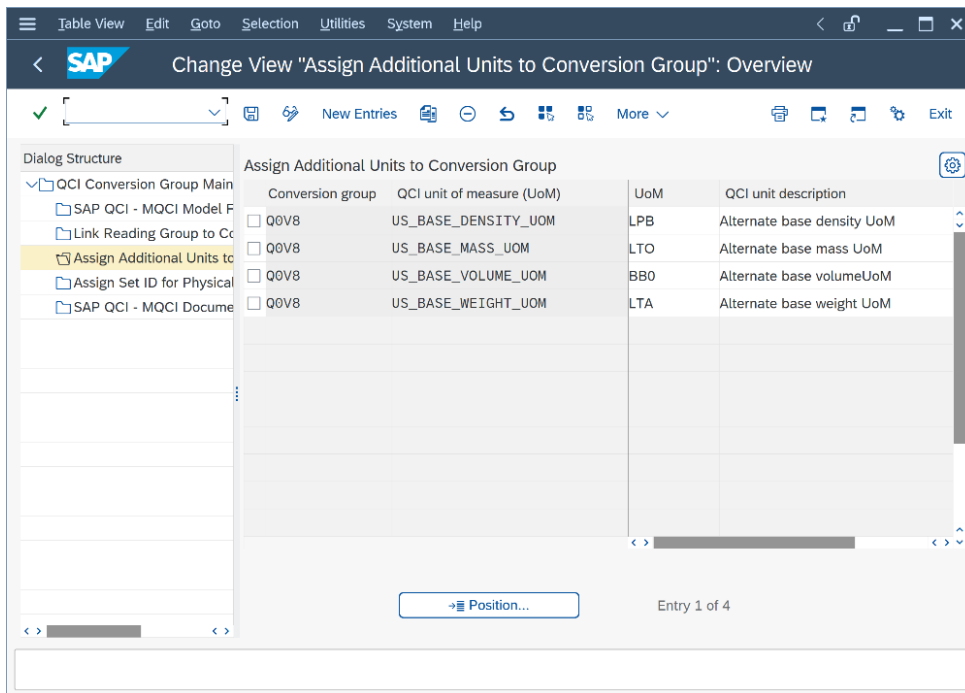 Table View Edit Goto Selection Utilities System Help
SAP Change View "Assign Additional Units to Conversion Group": Overview
New Entries More Exit
Dialog Structure
QCI Conversion Group Main
SAP QCI - MQCI Model F
Link Reading Group to Co
Assign Additional Units to
Assign Set ID for Physical
SAP QCI - MQCI Docume
Assign Additional Units to Conversion Group
Conversion group QCI unit of measure (UoM) UoM QCI unit description
Q0V8 US_BASE_DENSITY_UOM LPB Alternate base density UoM
Q0V8 US_BASE_MASS_UOM LTO Alternate base mass UoM
Q0V8 US_BASE_VOLUME_UOM BB0 Alternate base volumeUoM
Q0V8 US_BASE_WEIGHT_UOM LTA Alternate base weight UoM
Position... Entry 1 of 4